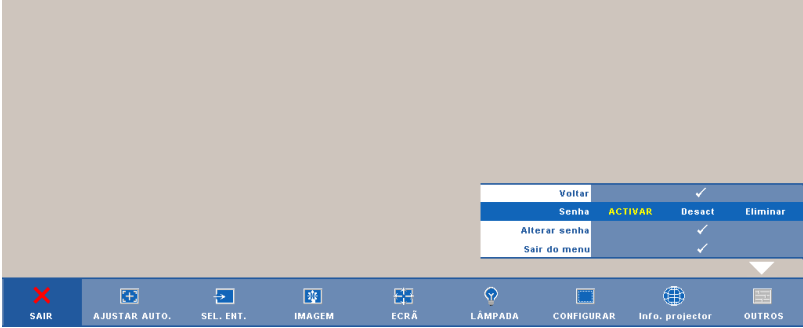 Voltar
Senha ACTIVAR Desact Eliminar
Alterar senha
Sair do menu
SAIR AJUSTAR AUTO. SEL. ENT. IMAGEM ECRÃ LÂMPADA CONFIGURAR Info. projector OUTROS